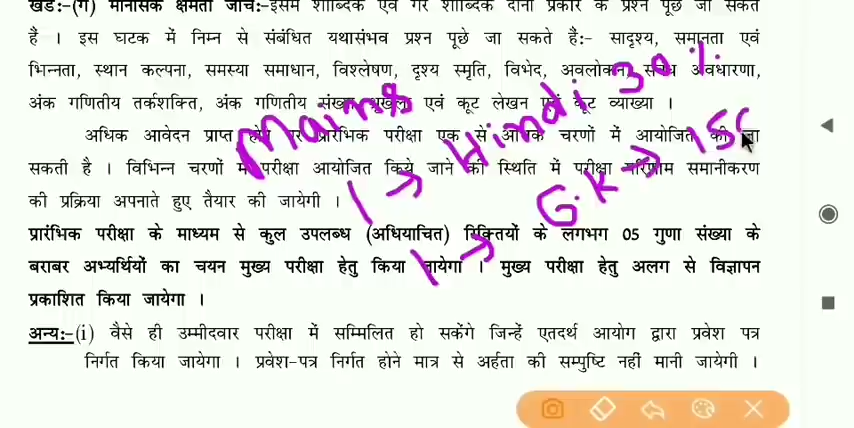 खंड:-(ग) मानसिक क्षमता जाँच:-इसमें शाब्दिक एवं गैर शाब्दिक दोनों प्रकार के प्रश्न पूछे जा सकते
हैं । इस घटक में निम्न से संबंधित यथासंभव प्रश्न पूछे जा सकते है:- सादृश्य, समानता एवं
भिन्नता, स्थान कल्पना, समस्या समाधान, विश्लेषण, दृश्य स्मृति, विभेद, अवलोकन, अवधारणा,
अंक गणितीय तर्कशक्ति, अंक गणितीय संख्या श्रृंखला एवं कूट लेखन एवं कूट व्याख्या ।
अधिक आवेदन प्राप्त होने पर प्रारंभिक परीक्षा एक से अधिक चरणों में आयोजित की जा
सकती है । विभिन्न चरणों में परीक्षा आयोजित किये जाने की स्थिति में परीक्षा परिणाम समानीकरण
की प्रक्रिया अपनाते हुए तैयार की जायेगी ।
प्रारंभिक परीक्षा के माध्यम से कुल उपलब्ध (अधियाचित) रिक्तियों के लगभग 05 गुणा संख्या के
बराबर अभ्यर्थियों का चयन मुख्य परीक्षा हेतु किया जायेगा । मुख्य परीक्षा हेतु अलग से विज्ञापन
प्रकाशित किया जायेगा ।
अन्य:-(i) वैसे ही उम्मीदवार परीक्षा में सम्मिलित हो सकेंगे जिन्हें एतदर्थ आयोग द्वारा प्रवेश पत्र
निर्गत किया जायेगा । प्रवेश-पत्र निर्गत होने मात्र से अर्हता की सम्पुष्टि नहीं मानी जायेगी ।
Mains
1 → Hindi 30%
1 → G.K → 150